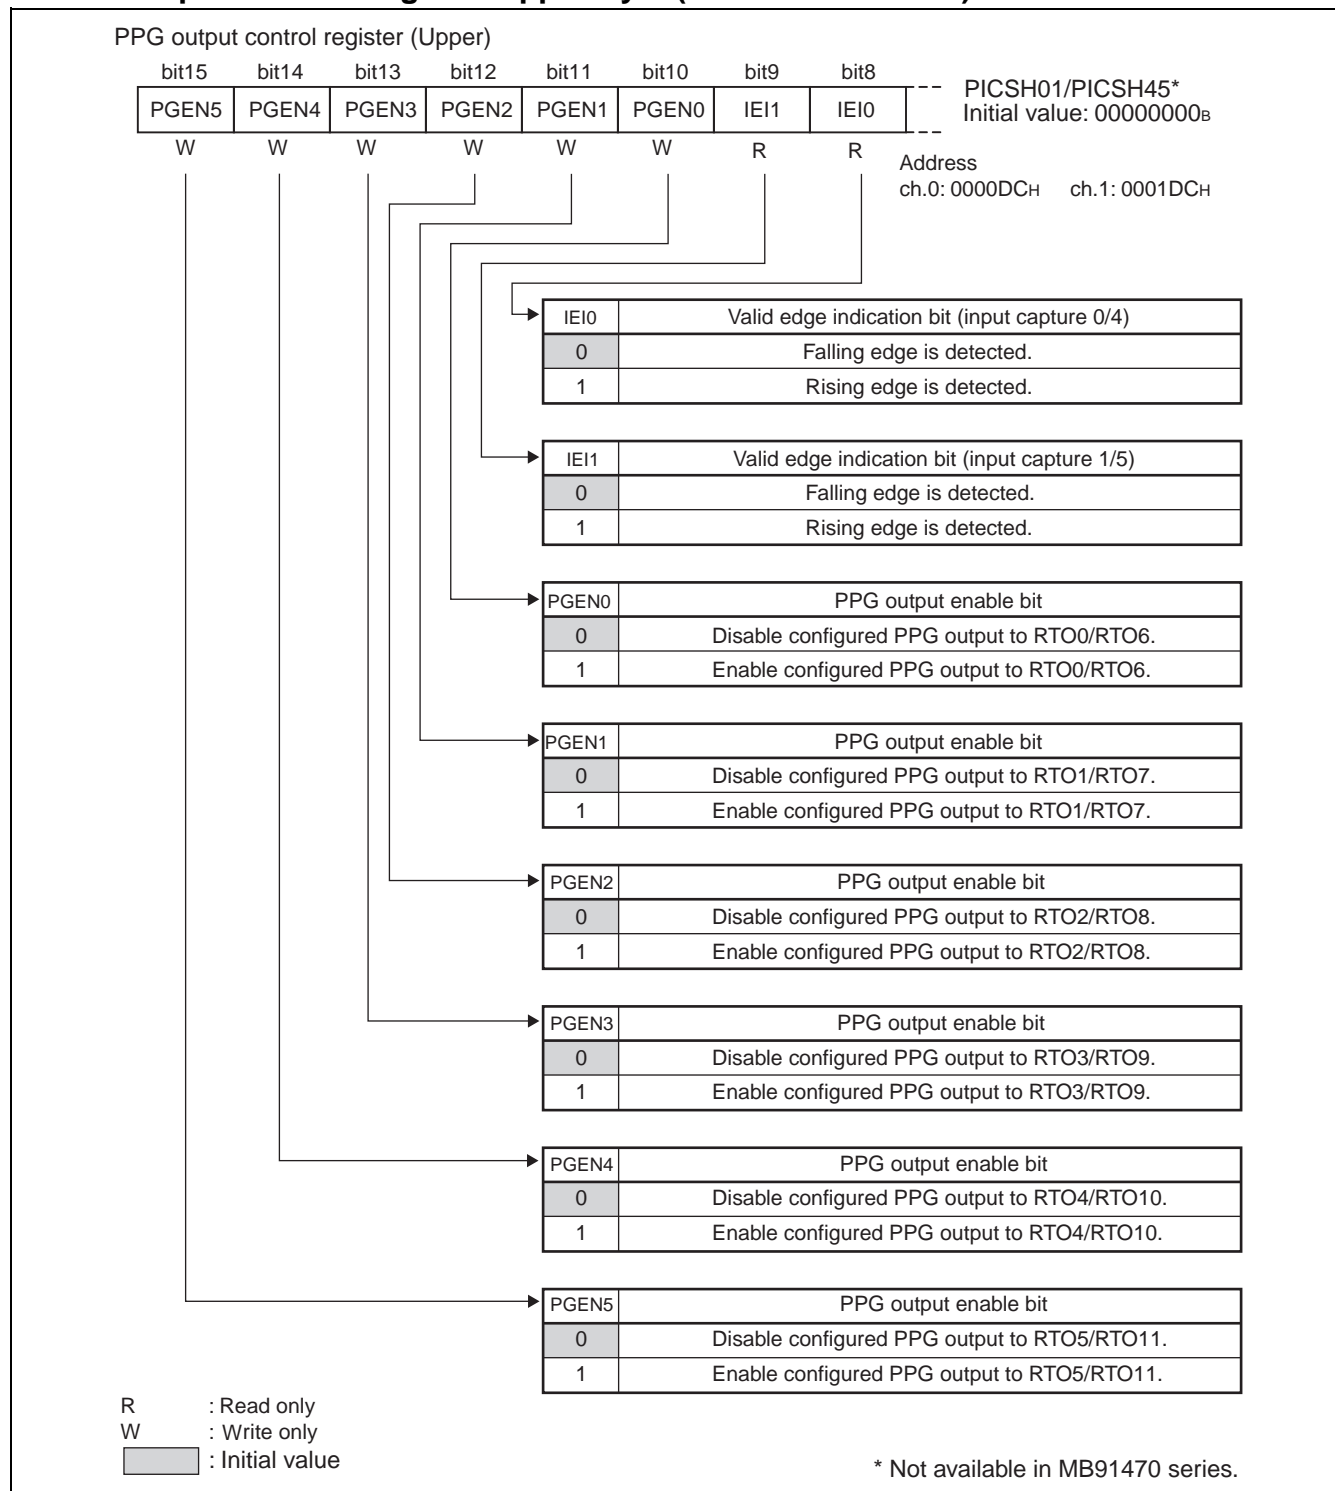 PPG output control register (Upper)
bit15 bit14 bit13 bit12 bit11 bit10 bit9 bit8
PGEN5 PGEN4 PGEN3 PGEN2 PGEN1 PGEN0 IEI1 IEI0
PICSH01/PICSH45*
Initial value: 00000000B
W W W W W W R R
Address
ch.0: 0000DCH ch.1: 0001DCH
IEI0 Valid edge indication bit (input capture 0/4)
0 Falling edge is detected.
1 Rising edge is detected.
IEI1 Valid edge indication bit (input capture 1/5)
0 Falling edge is detected.
1 Rising edge is detected.
PGEN0 PPG output enable bit
0 Disable configured PPG output to RTO0/RTO6.
1 Enable configured PPG output to RTO0/RTO6.
PGEN1 PPG output enable bit
0 Disable configured PPG output to RTO1/RTO7.
1 Enable configured PPG output to RTO1/RTO7.
PGEN2 PPG output enable bit
0 Disable configured PPG output to RTO2/RTO8.
1 Enable configured PPG output to RTO2/RTO8.
PGEN3 PPG output enable bit
0 Disable configured PPG output to RTO3/RTO9.
1 Enable configured PPG output to RTO3/RTO9.
PGEN4 PPG output enable bit
0 Disable configured PPG output to RTO4/RTO10.
1 Enable configured PPG output to RTO4/RTO10.
PGEN5 PPG output enable bit
0 Disable configured PPG output to RTO5/RTO11.
1 Enable configured PPG output to RTO5/RTO11.
R : Read only
W : Write only
: Initial value
* Not available in MB91470 series.